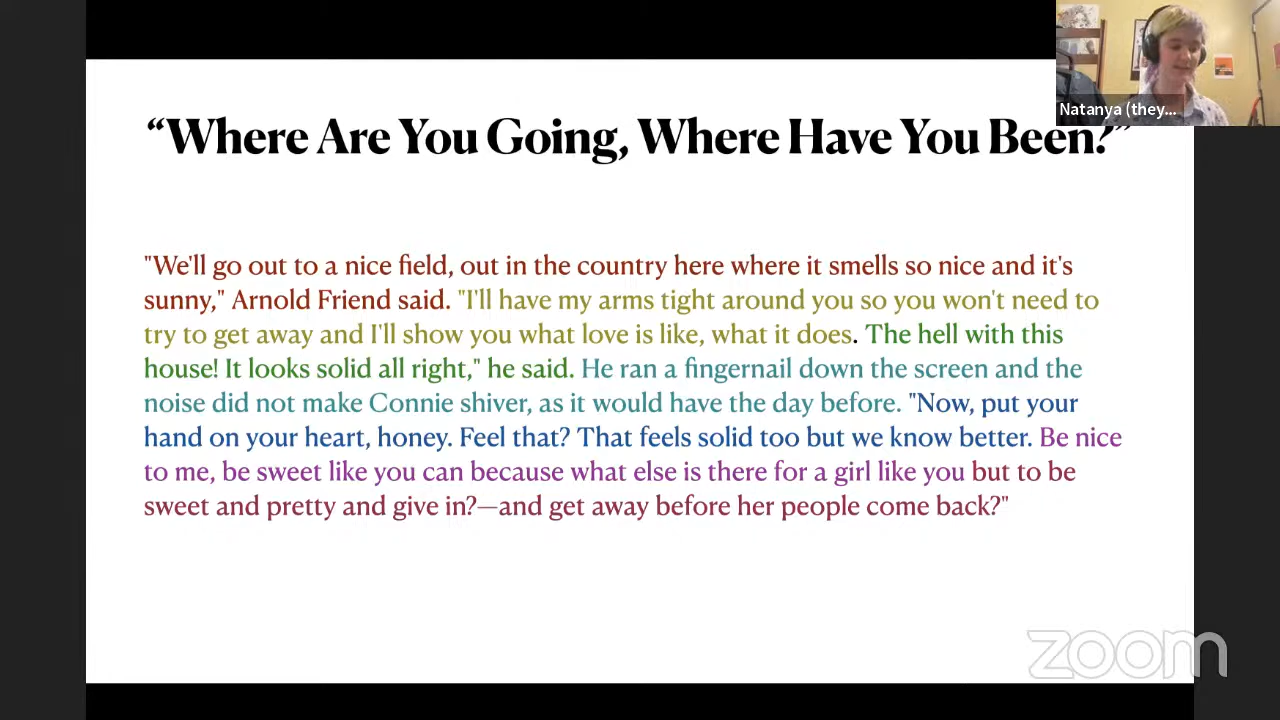 Natanya (they...
“Where Are You Going, Where Have You Been?”
"We'll go out to a nice field, out in the country here where it smells so nice and it's
sunny," Arnold Friend said. "I'll have my arms tight around you so you won't need to
try to get away and I'll show you what love is like, what it does. The hell with this
house! It looks solid all right," he said. He ran a fingernail down the screen and the
noise did not make Connie shiver, as it would have the day before. "Now, put your
hand on your heart, honey. Feel that? That feels solid too but we know better. Be nice
to me, be sweet like you can because what else is there for a girl like you but to be
sweet and pretty and give in?—and get away before her people come back?"
zoom